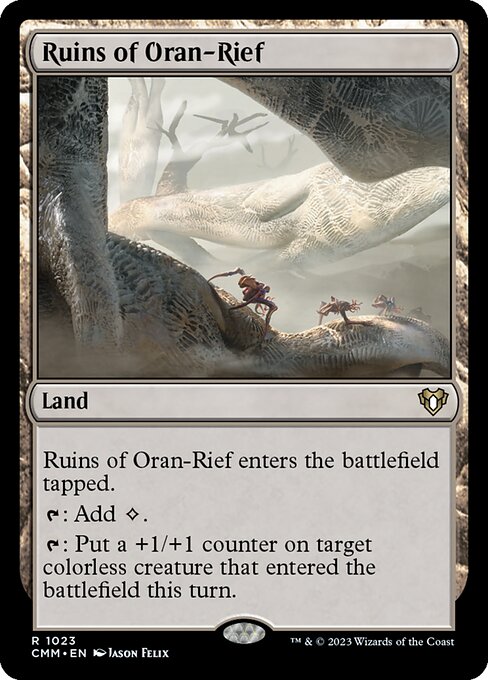 Ruins of Oran-Rief
Land
Ruins of Oran-Rief enters the battlefield
tapped.
: Add .
: Put a +1/+1 counter on target
colorless creature that entered the
battlefield this turn.
R 1023
CMM • EN Jason Felix
™ & © 2023 Wizards of the Coast